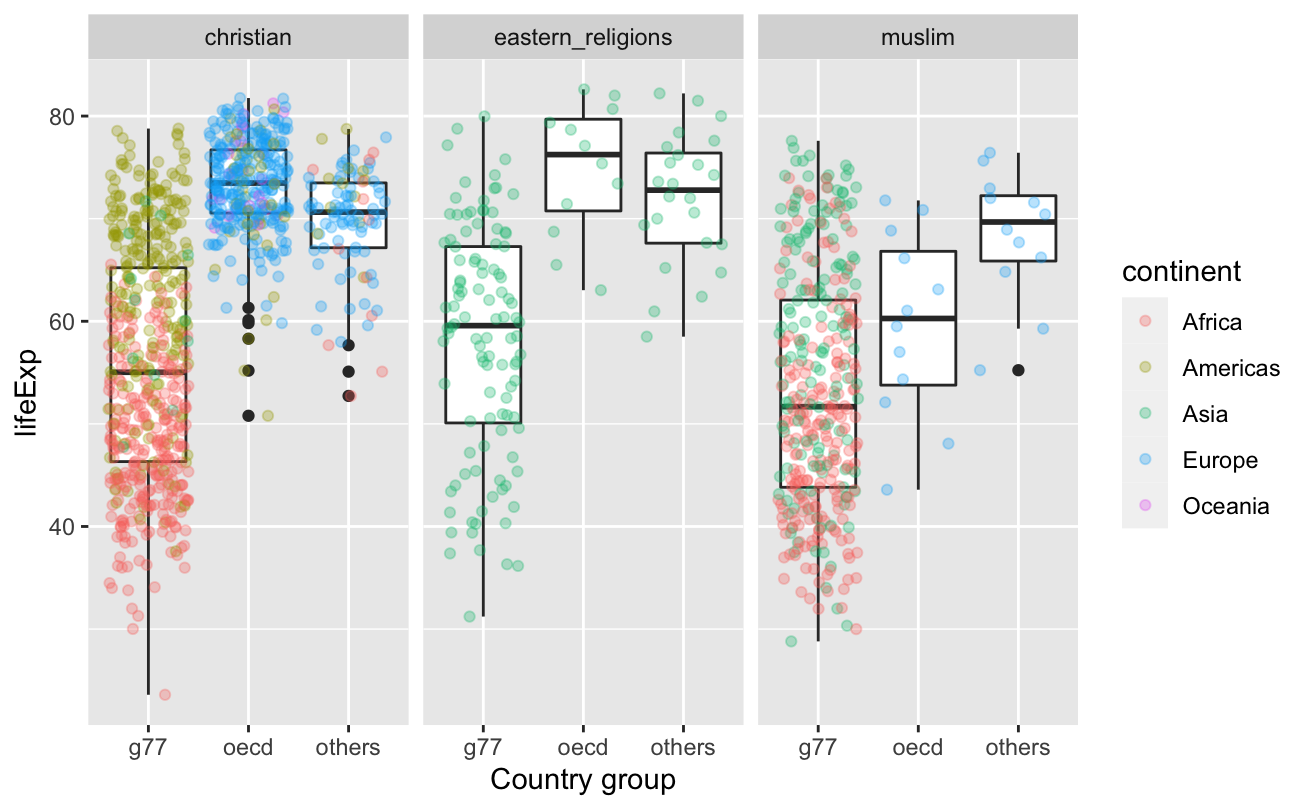 christian
eastern_religions
muslim
lifeExp
80
60
40
g77
oecd
others
g77
oecd
others
g77
oecd
others
Country group
continent
Africa
Americas
Asia
Europe
Oceania